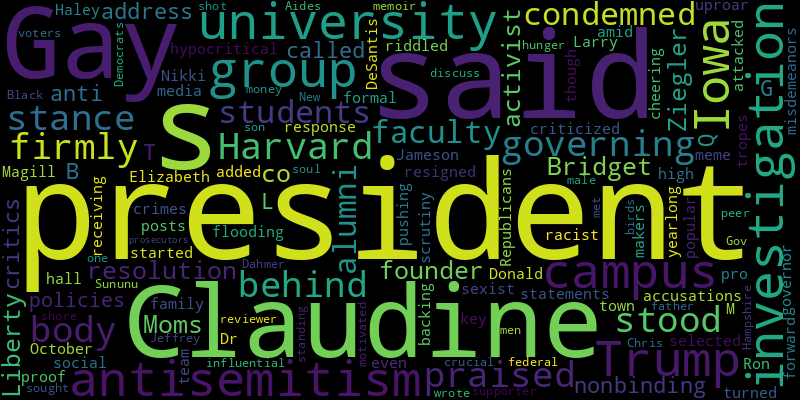 Haley address university condemned uproar
Gay shot Aides memoir
voters Democrats hypocritical called riddled amid Larry
Nikki group DeSantis hunger activist though cheering Ziegler attacked Iowa
Black anti media money formal discuss said G investigation misdemeanors
stance New students
firmly s son response faculty criticized governing Q tropes
Harvard Jameson meme
Magill B T Elizabeth added co soul resigned Bridget high
receiving crimes L alumni pushing scrutiny male
posts president Republicans met birds makers yearlong popular peer
critics started flooding racist Gov
one prosecutors behind founder sexist Donald campus pro
hall resolution Dahmer statements accusations
policies Sununu family backing town father M Hampshire governor
Liberty October shore body Moms Claudine key stood
social Jeffrey Dr reviewer standing motivated men Chris selected
proof team influential even crucial federal Trump Ron forward
sought antisemitism praised wrote supporter nonbinding turned